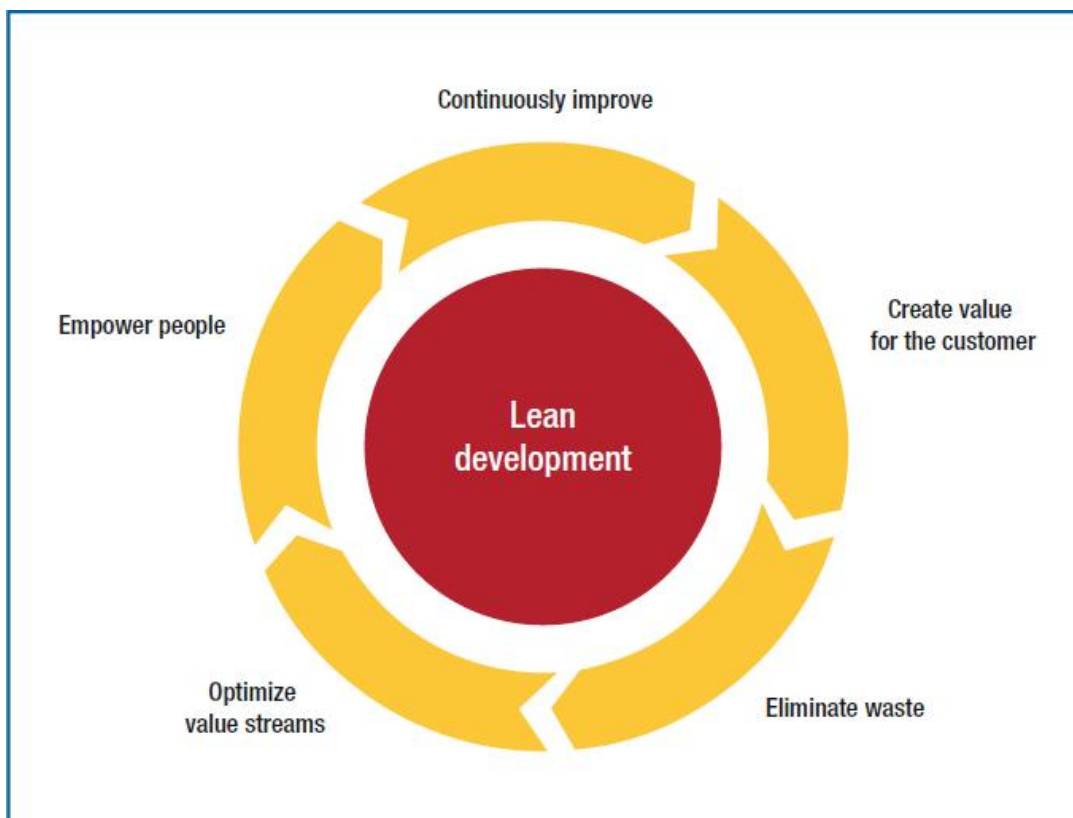 Continuously improve
Empower people
Create value
for the customer
Lean
development
Optimize
value streams
Eliminate waste